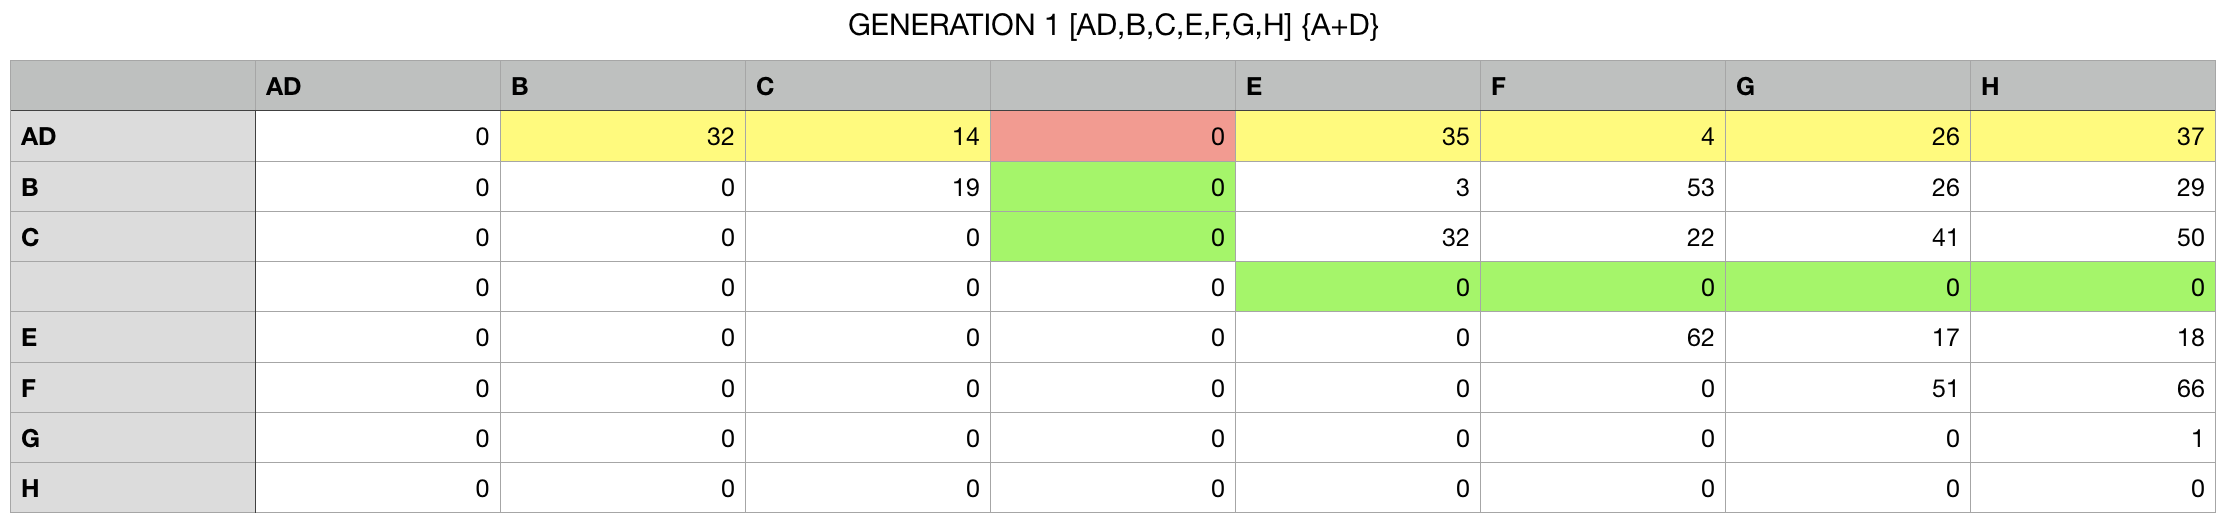 GENERATION 1 [AD,B,C,E,F,G,H] {A+D}
AD B C E F G H
AD 0 32 14 0 35 4 26 37
B 0 0 19 0 3 53 26 29
C 0 0 0 0 32 22 41 50
0 0 0 0 0 0 0 0
E 0 0 0 0 0 62 17 18
F 0 0 0 0 0 0 51 66
G 0 0 0 0 0 0 0 1
H 0 0 0 0 0 0 0 0